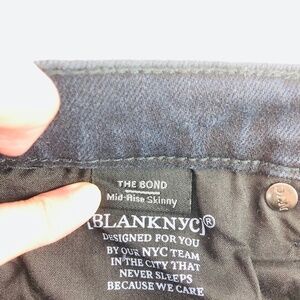 THE BOND
Mid-Rise Skinny
[BLANKNYC]®
DESIGNED FOR YOU
BY OUR NYC TEAM
IN THE CITY THAT
NEVER SLEEPS
BECAUSE WE CARE